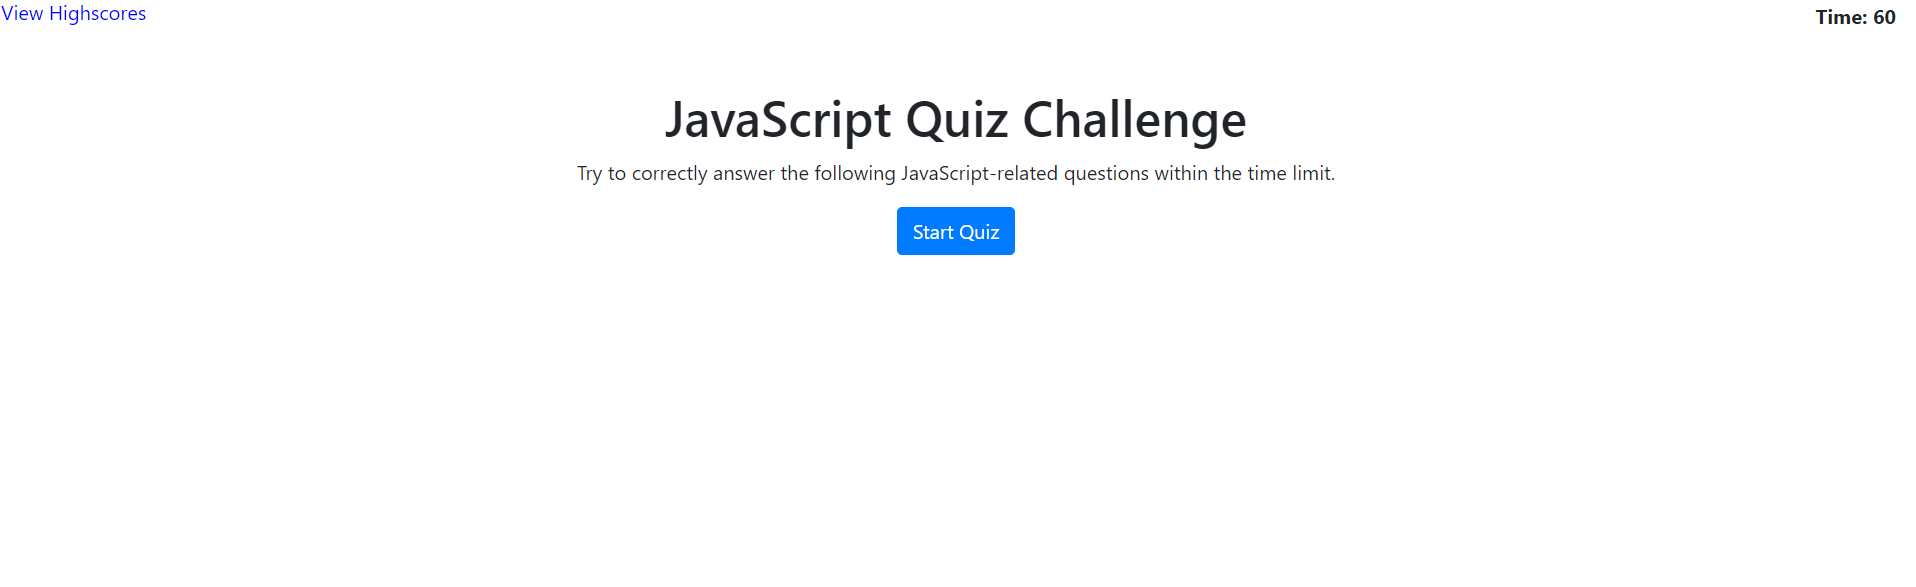 View Highscores
Time: 60
JavaScript Quiz Challenge
Try to correctly answer the following JavaScript-related questions within the time limit.
Start Quiz